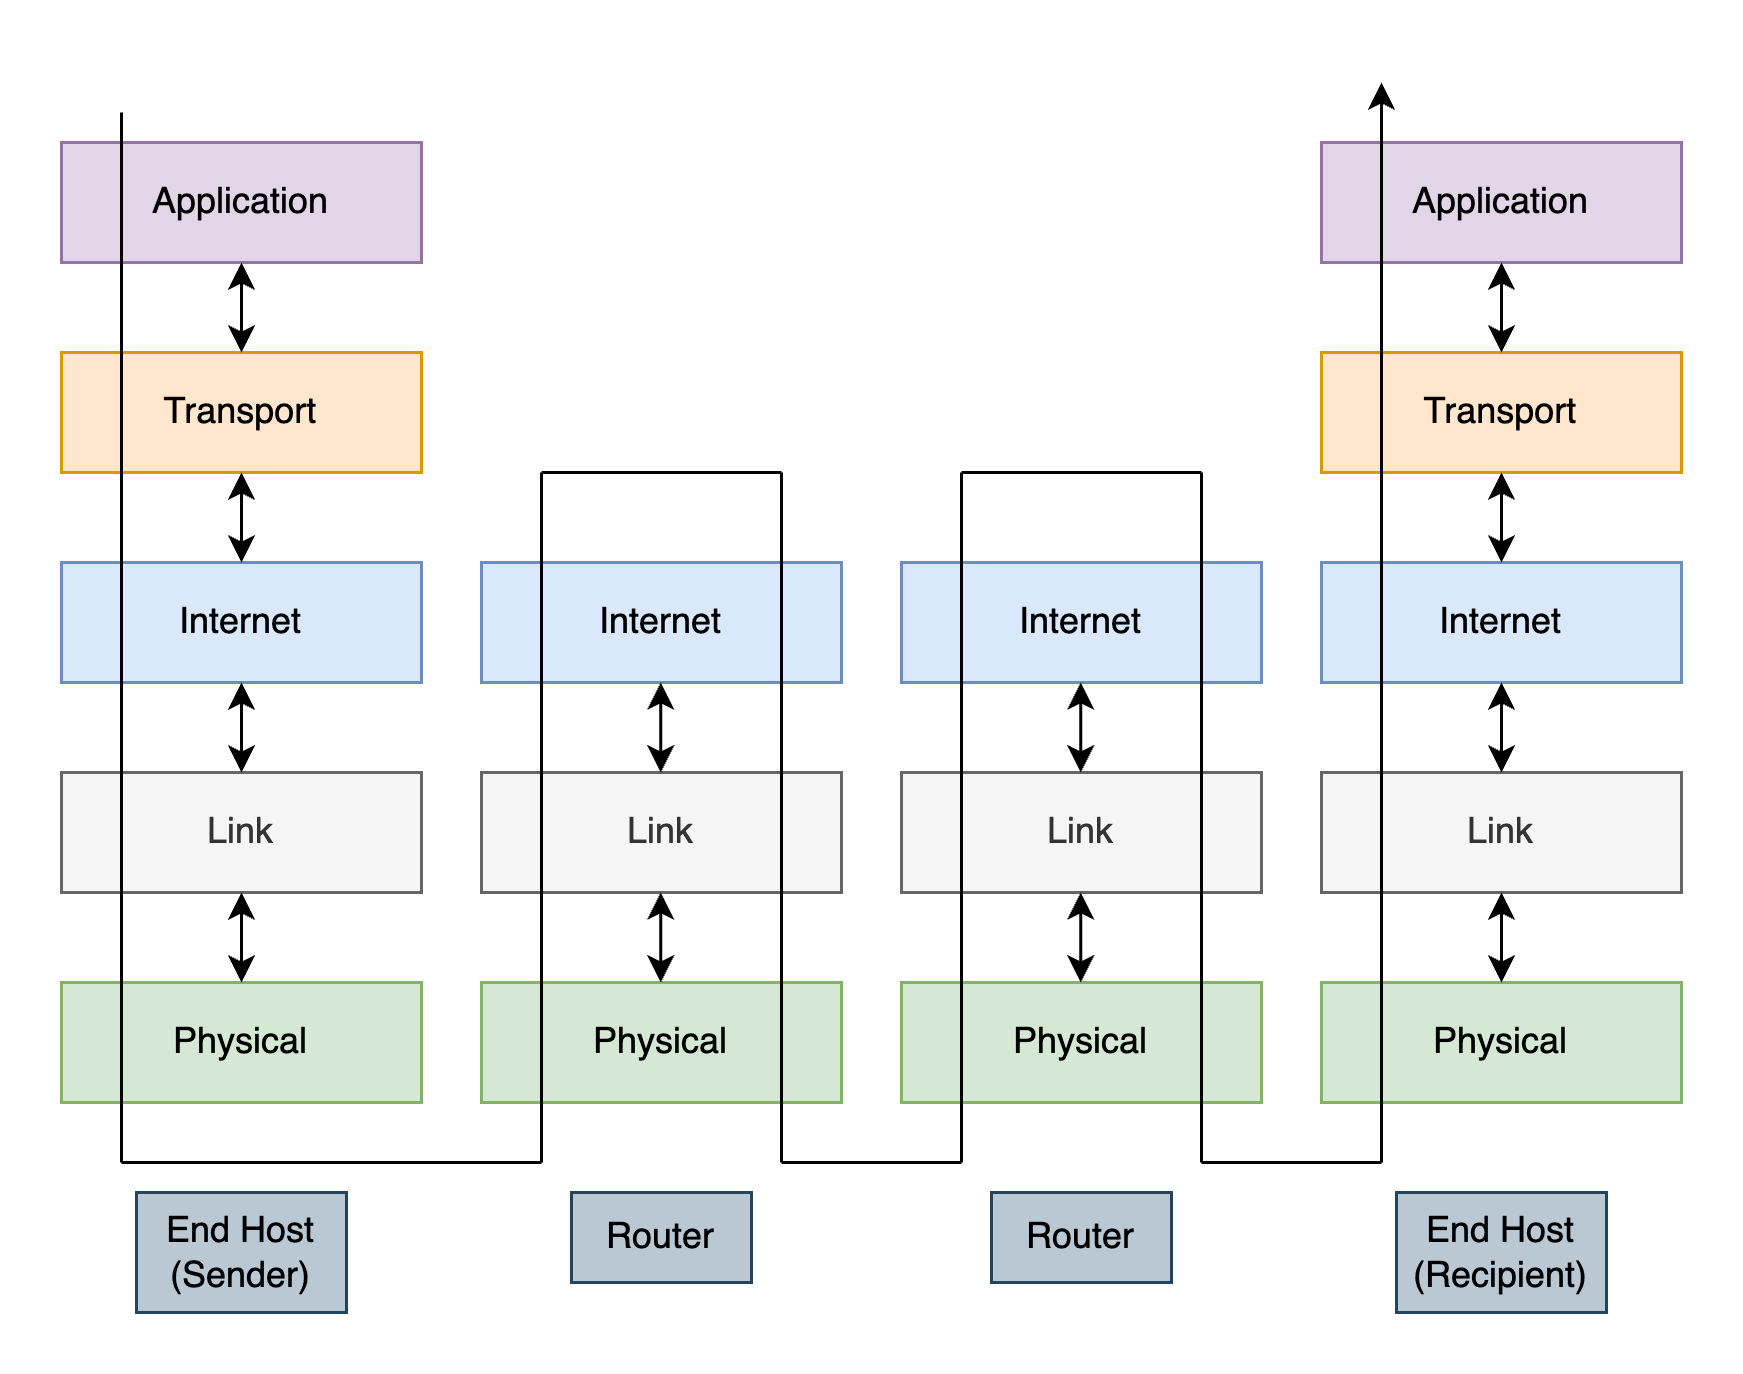 Application
Application
Transport
Transport
Internet
Internet
Internet
Internet
Link
Link
Link
Link
Physical
Physical
Physical
Physical
End Host
(Sender)
Router
Router
End Host
(Recipient)